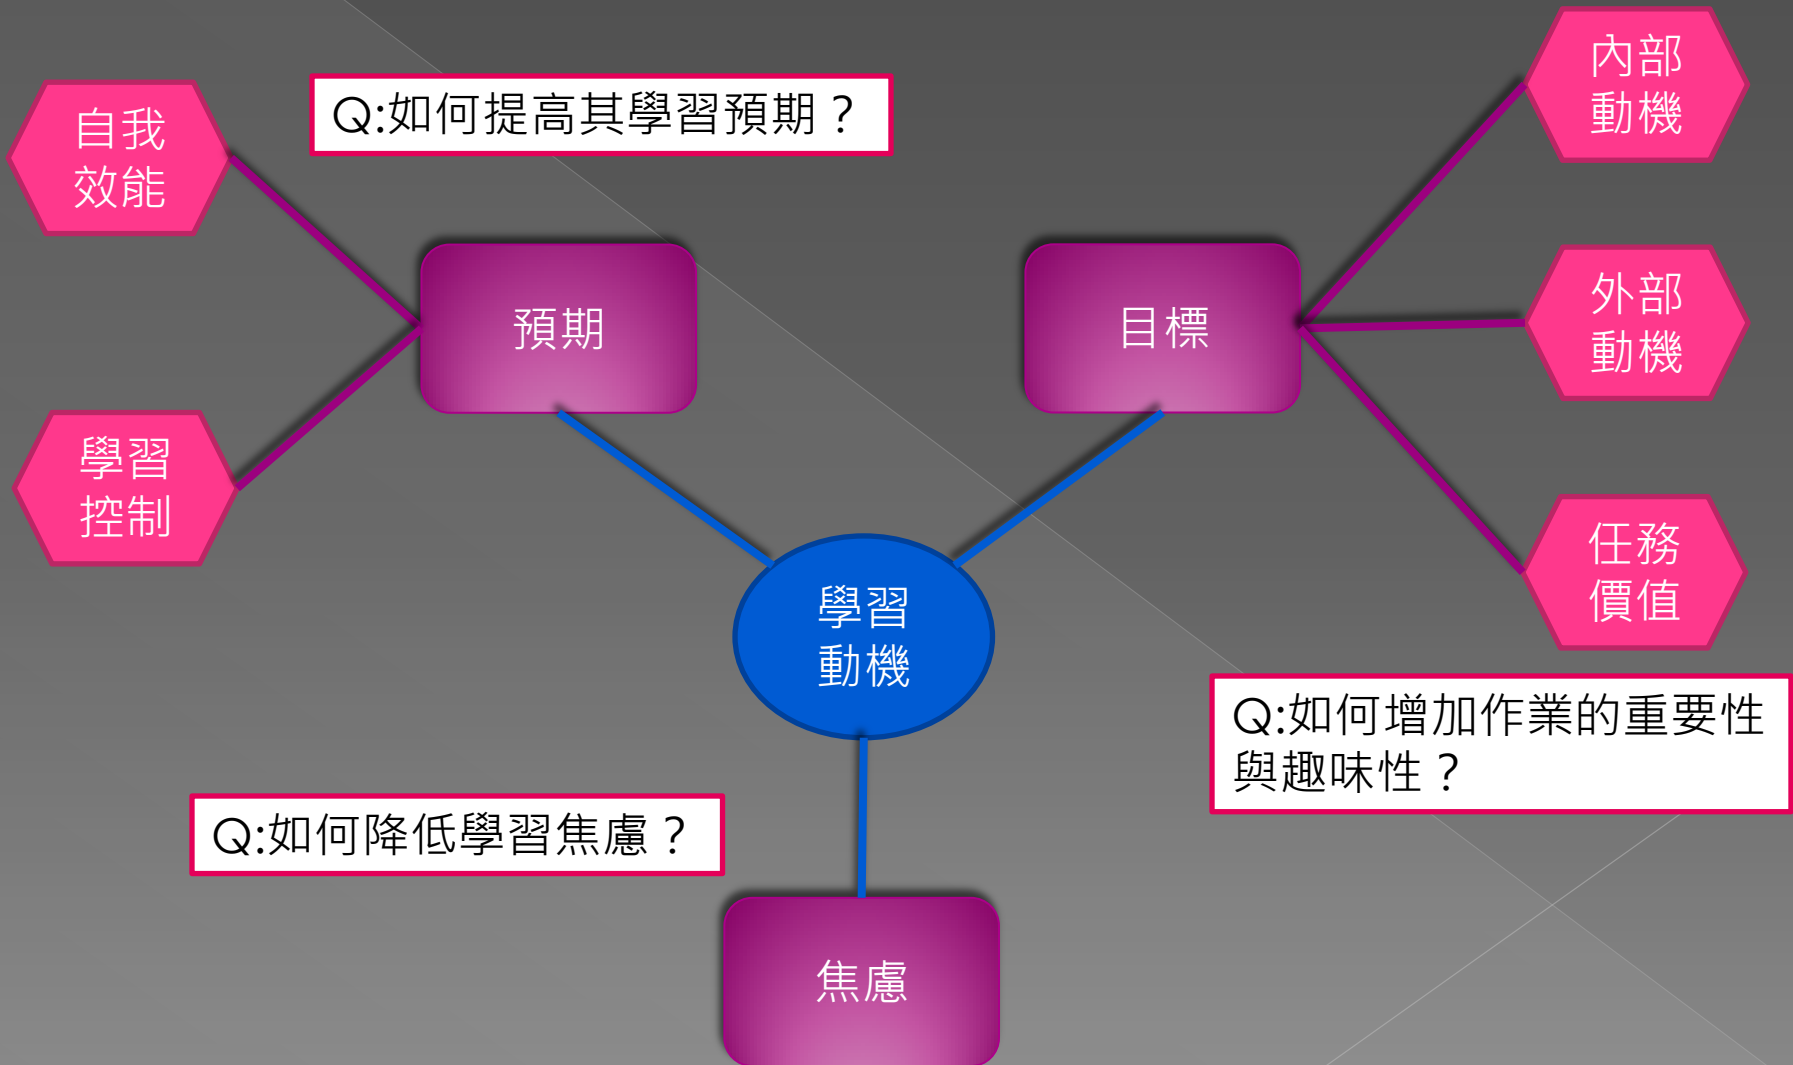 自我
效能
Q:如何提高其學習預期？
內部
動機
預期
目標
外部
動機
學習
控制
任務
價值
學習
動機
Q:如何增加作業的重要性
與趣味性？
Q:如何降低學習焦慮？
焦慮